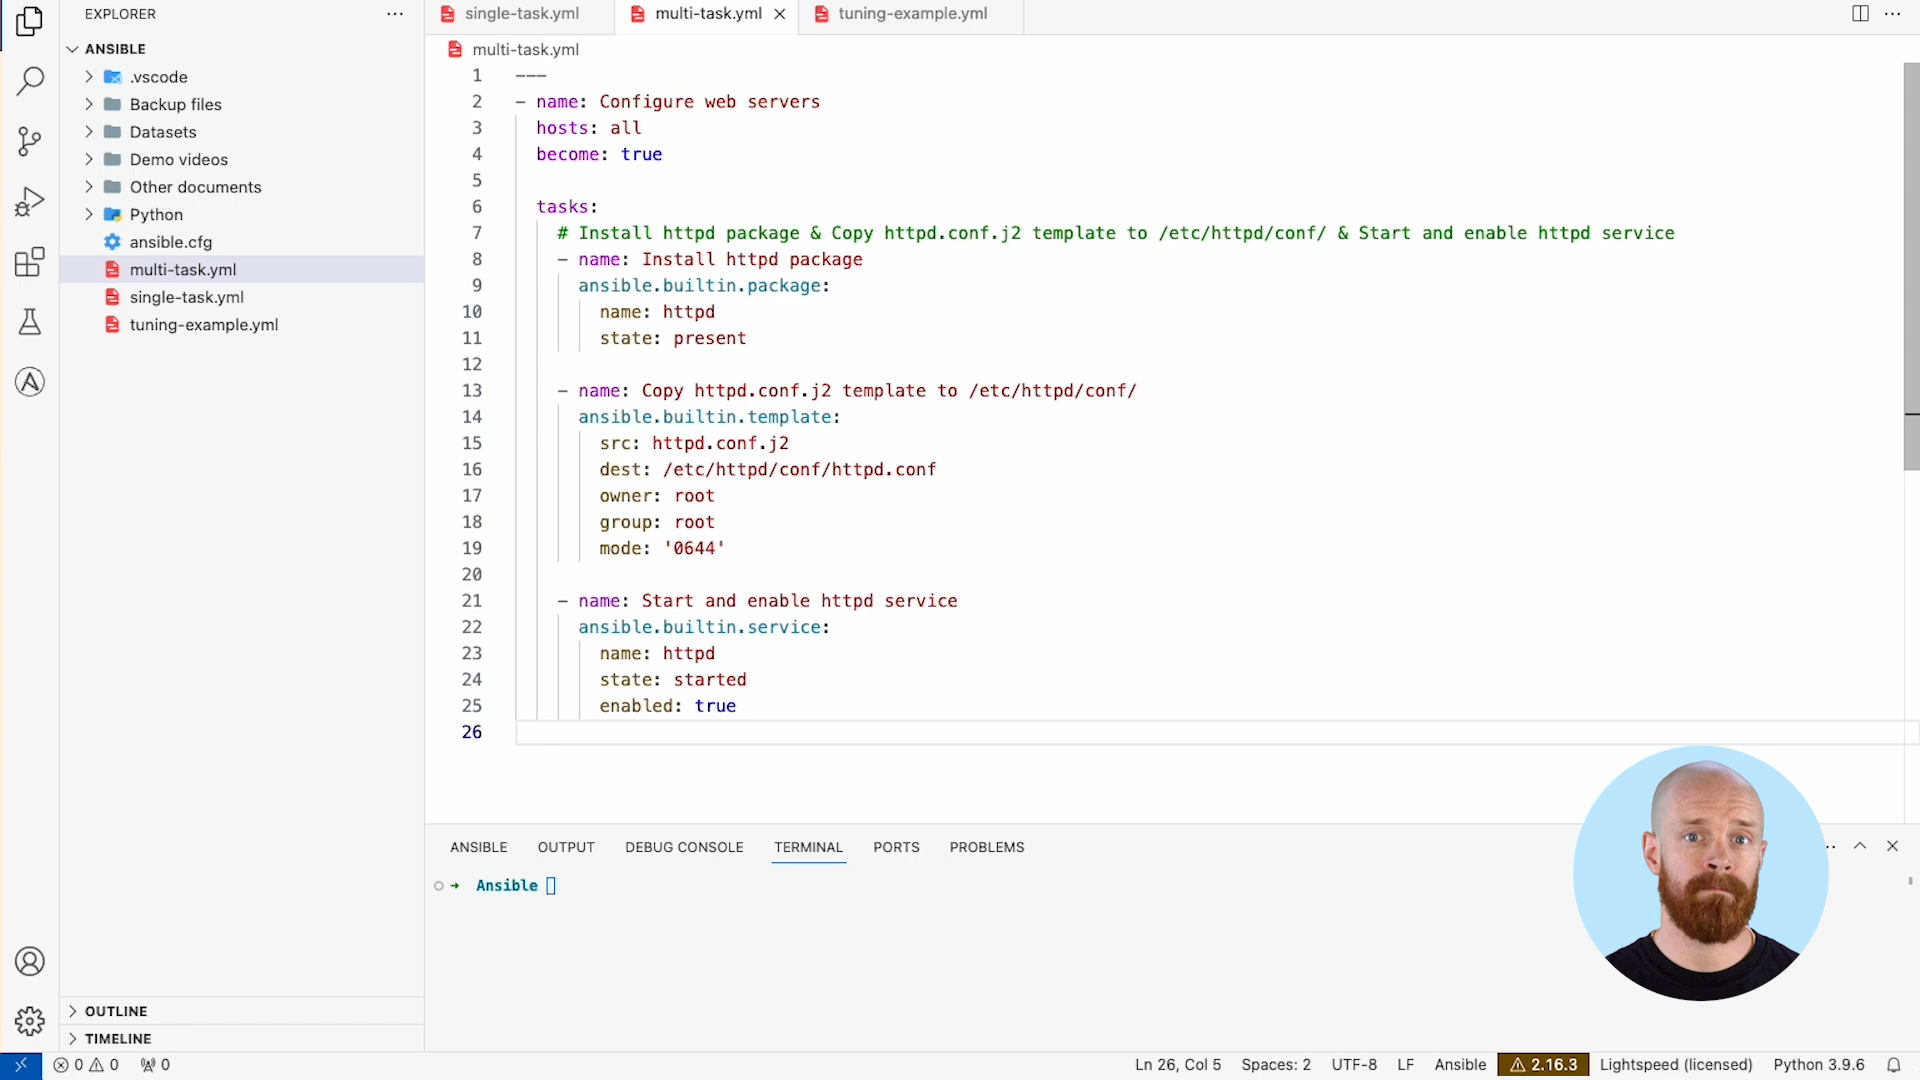 EXPLORER
ANSIBLE
.vscode
Backup files
Datasets
Demo videos
Other documents
Python
ansible.cfg
multi-task.yml
single-task.yml
tuning-example.yml
OUTLINE
TIMELINE
single-task.yml
multi-task.yml
tuning-example.yml
multi-task.yml
1 ---
2 - name: Configure web servers
3 hosts: all
4 become: true
5
6 tasks:
7 # Install httpd package & Copy httpd.conf.j2 template to /etc/httpd/conf/ & Start and enable httpd service
8 - name: Install httpd package
9 ansible.builtin.package:
10 name: httpd
11 state: present
12
13 - name: Copy httpd.conf.j2 template to /etc/httpd/conf/
14 ansible.builtin.template:
15 src: httpd.conf.j2
16 dest: /etc/httpd/conf/httpd.conf
17 owner: root
18 group: root
19 mode: '0644'
20
21 - name: Start and enable httpd service
22 ansible.builtin.service:
23 name: httpd
24 state: started
25 enabled: true
26
ANSIBLE OUTPUT DEBUG CONSOLE TERMINAL PORTS PROBLEMS
→ Ansible
0 0 0 Ln 26, Col 5 Spaces: 2 UTF-8 LF Ansible 2.16.3 Lightspeed (licensed) Python 3.9.6